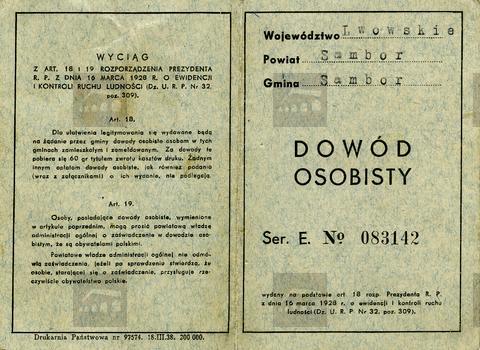 WYCIĄG
Z ART. 18 i 19 ROZPORZĄDZENIA PREZYDENTA
R. P. Z DNIA 16 MARCA 1928 R. O EWIDENCJI
I KONTROLI RUCHU LUDNOŚCI (Dz. U. R. P. Nr 32,
poz. 309).
Art. 18.
Dla ułatwienia legitymowania się wydawane będą
na żądanie przez gminy dowody osobiste osobom w tych
gminach zamieszkałym i zameldowanym. Za dowody te
pobiera się 60 gr tytułem zwrotu kosztów druku. Żadnym
innym opłatom dowody osobiste, jak również podania
(wraz z załącznikami) o ich wydanie, nie podlegają.
Art. 19.
Osoby, posiadające dowody osobiste, wymienione
w artykule poprzednim, mogą prosić powiatową władzę
administracji ogólnej o zaświadczenie w dowodzie oso-
bistym, że są obywatelami polskimi.
Powiatowe władze administracji ogólnej nie odmó-
wią zaświadczenia, jeżeli po sprawdzeniu stwierdzą, że
osobie, starającej się o zaświadczenie, przysługuje rze-
czywiście obywatelstwo polskie.
Drukarnia Państwowa nr 97574. 18.III.38. 200 000.
Województwo Lwowskie
Powiat Sambor
Gmina Sambor
DOWÓD
OSOBISTY
Ser. E. № 083142
wydany na podstawie art 18 rozp. Prezydenta R. P.
z dnia 16 marca 1928 r. o ewidencji i kontroli ruchu
ludności (Dz. U. R. P. Nr 32, poz. 309).